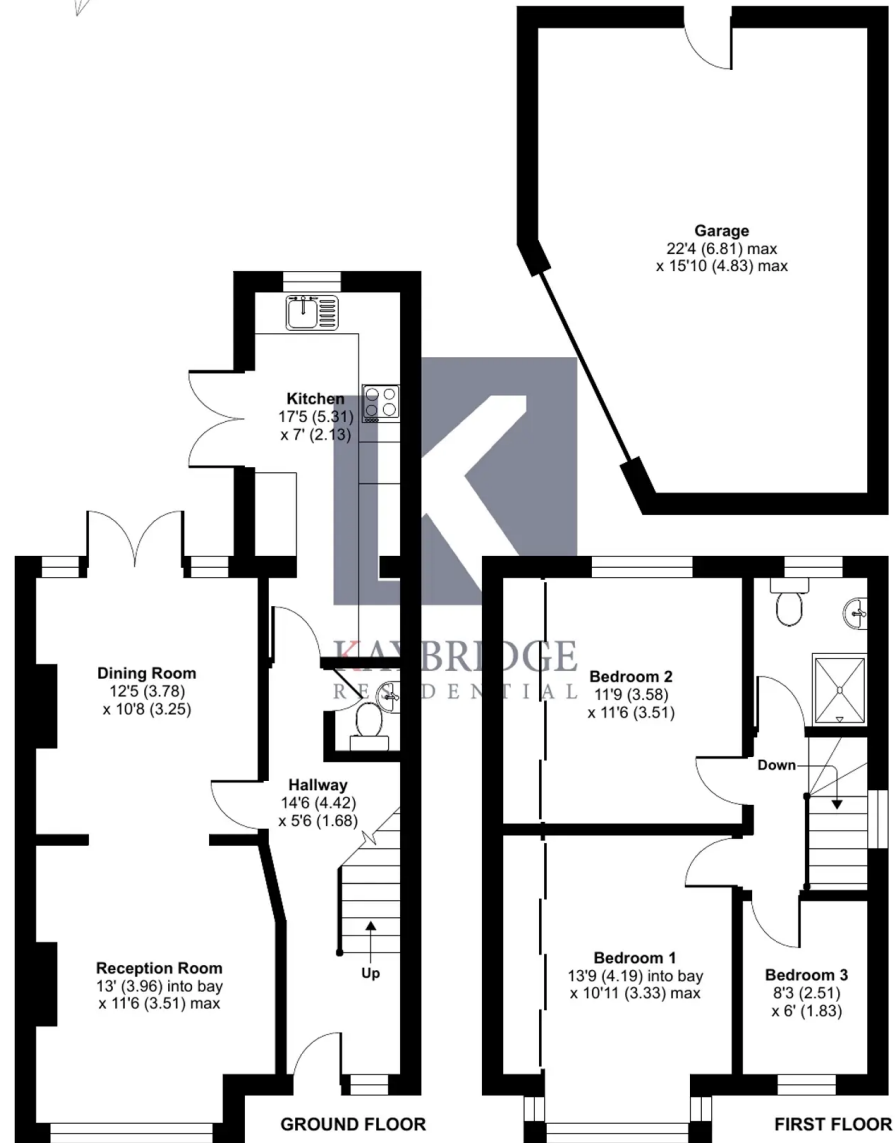 Garage
22'4 (6.81) max
x 15'10 (4.83) max
Kitchen
17'5 (5.31)
x 7' (2.13)
KAYBRIDGE
RESIDENTIAL
Dining Room
12'5 (3.78)
x 10'8 (3.25)
Bedroom 2
11'9 (3.58)
x 11'6 (3.51)
Hallway
14'6 (4.42)
x 5'6 (1.68)
Down
Reception Room
13' (3.96) into bay
x 11'6 (3.51) max
Up
Bedroom 1
13'9 (4.19) into bay
x 10'11 (3.33) max
Bedroom 3
8'3 (2.51)
x 6' (1.83)
GROUND FLOOR
FIRST FLOOR